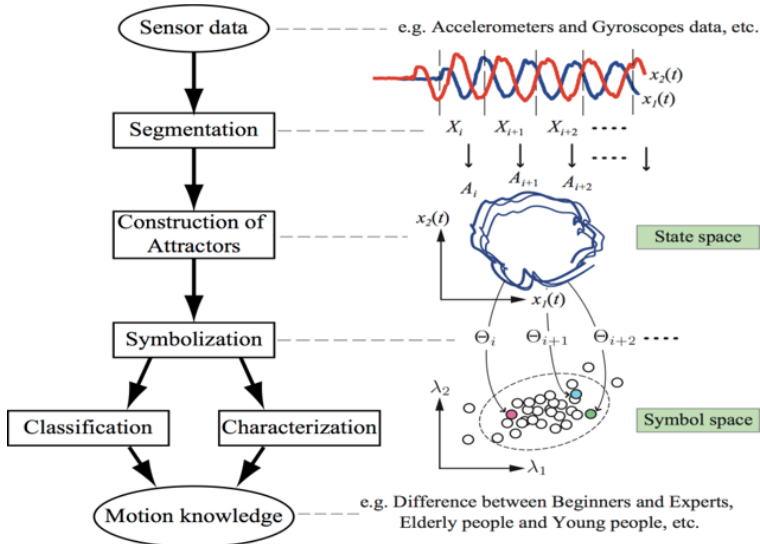 Sensor data
e.g. Accelerometers and Gyroscopes data, etc.
x₂(t)
x₁(t)
Segmentation
Xᵢ Xᵢ₊₁ Xᵢ₊₂
Aᵢ Aᵢ₊₁ Aᵢ₊₂
Construction of
Attractors
x₂(t)
State space
x₁(t)
Symbolization
Θᵢ Θᵢ₊₁ Θᵢ₊₂
λ₂
Classification
Characterization
Symbol space
λ₁
Motion knowledge
e.g. Difference between Beginners and Experts,
Elderly people and Young people, etc.